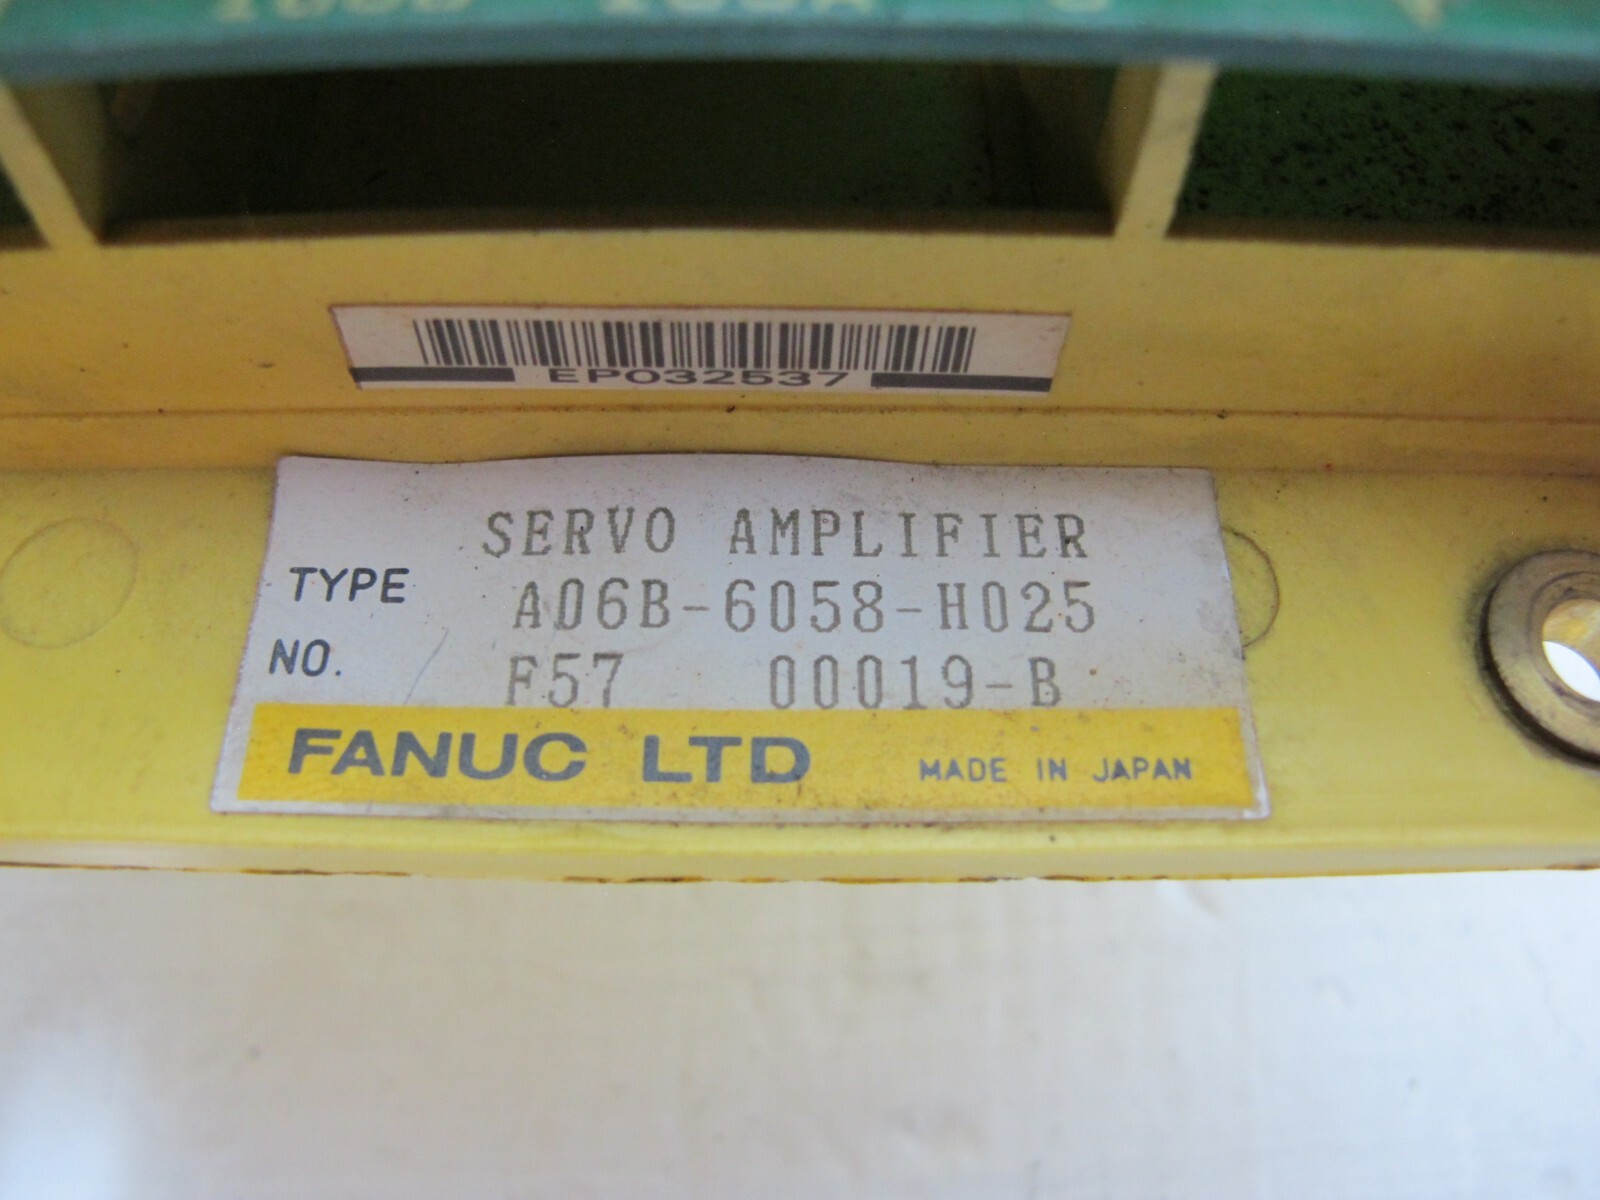 EP032537
SERVO AMPLIFIER
TYPE A06B-6058-H025
NO. F57 00019-B
FANUC LTD MADE IN JAPAN